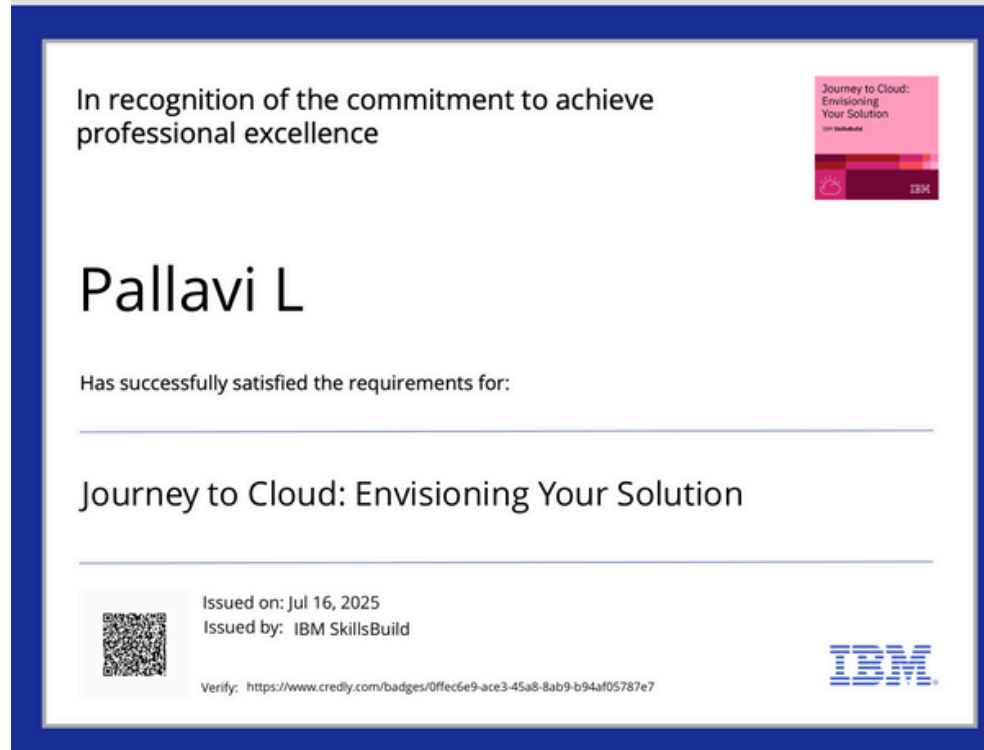 In recognition of the commitment to achieve
professional excellence
Journey to Cloud:
Envisioning
Your Solution
IBM SkillsBuild
IBM
Pallavi L
Has successfully satisfied the requirements for:
Journey to Cloud: Envisioning Your Solution
Issued on: Jul 16, 2025
Issued by: IBM SkillsBuild
Verify: https://www.credly.com/badges/0ffec6e9-ace3-45a8-8ab9-b94af05787e7
IBM.